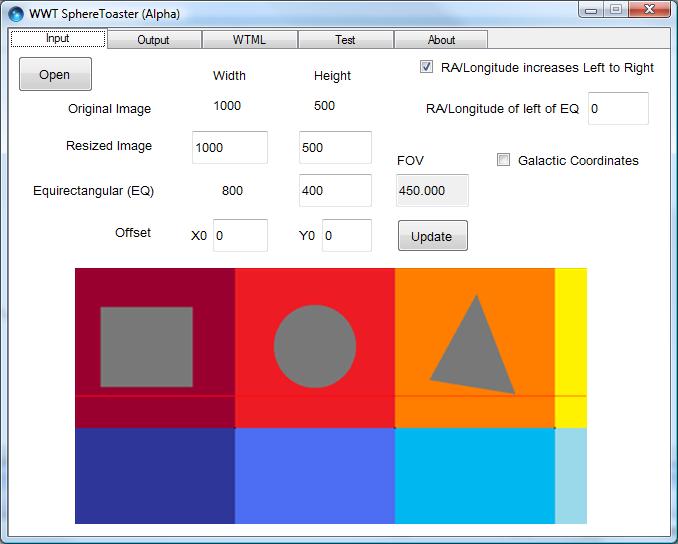 WWT SphereToaster (Alpha)
Input Output WTML Test About
Open Width Height RA/Longitude increases Left to Right
Original Image 1000 500 RA/Longitude of left of EQ 0
Resized Image 1000 500
FOV Galactic Coordinates
Equirectangular (EQ) 800 400 450.000
Offset X0 0 Y0 0 Update